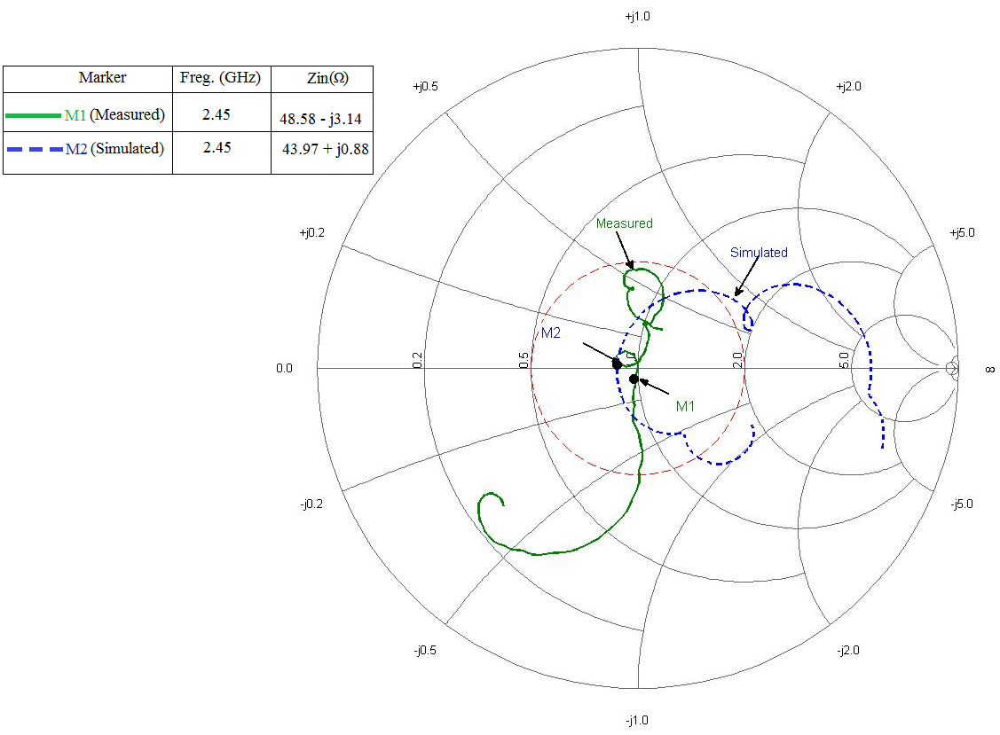 +j1.0
Marker Freg. (GHz) Zin(Ω)
M1 (Measured) 2.45 48.58 - j3.14
M2 (Simulated) 2.45 43.97 + j0.88
+j0.5
+j2.0
+j0.2
+j5.0
Measured
Simulated
M2
0.0
0.2
0.5
2.0
5.0
∞
M1
-j0.2
-j5.0
-j0.5
-j2.0
-j1.0